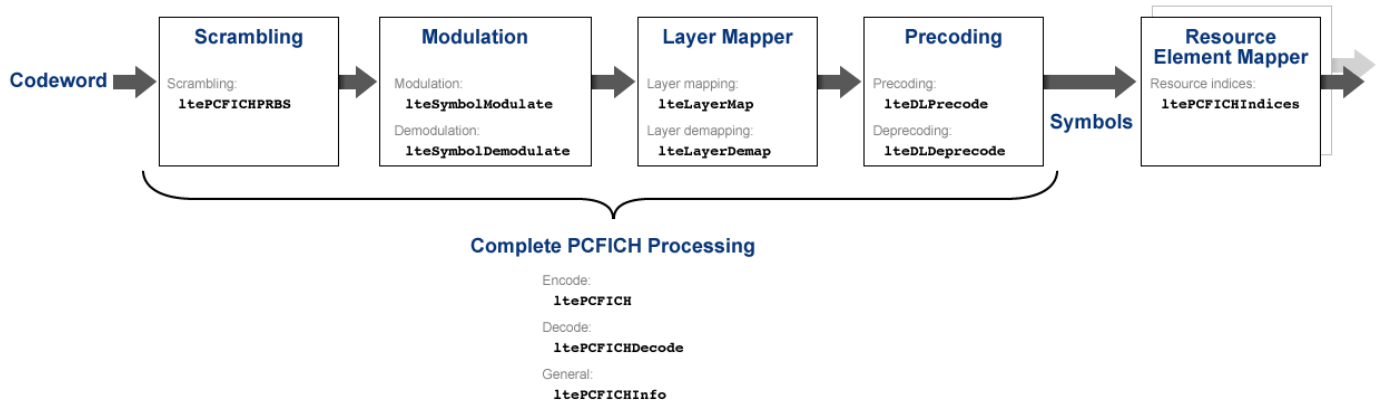 Codeword
Scrambling
Scrambling:
ltePCFICHPRBS
Modulation
Modulation:
lteSymbolModulate
Demodulation:
lteSymbolDemodulate
Layer Mapper
Layer mapping:
lteLayerMap
Layer demapping:
lteLayerDemap
Precoding
Precoding:
lteDLPrecode
Deprecoding:
lteDLDeprecode
Symbols
Resource
Element Mapper
Resource indices:
ltePCFICHIndices
Complete PCFICH Processing
Encode:
ltePCFICH
Decode:
ltePCFICHDecode
General:
ltePCFICHInfo